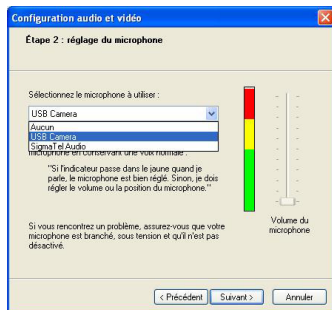 Configuration audio et vidéo
Étape 2 : réglage du microphone
Sélectionnez le microphone à utiliser :
USB Camera
Aucun
USB Camera
SigmaTel Audio
microphone en conservant une voix normale :
"Si l'indicateur passe dans le jaune quand je
parle, le microphone est bien réglé. Sinon, je dois
régler le volume ou la position du microphone."
Si vous rencontrez un problème, assurez-vous que votre
microphone est branché, sous tension et qu'il n'est pas
désactivé.
Volume du
microphone
< Précédent
Suivant >
Annuler